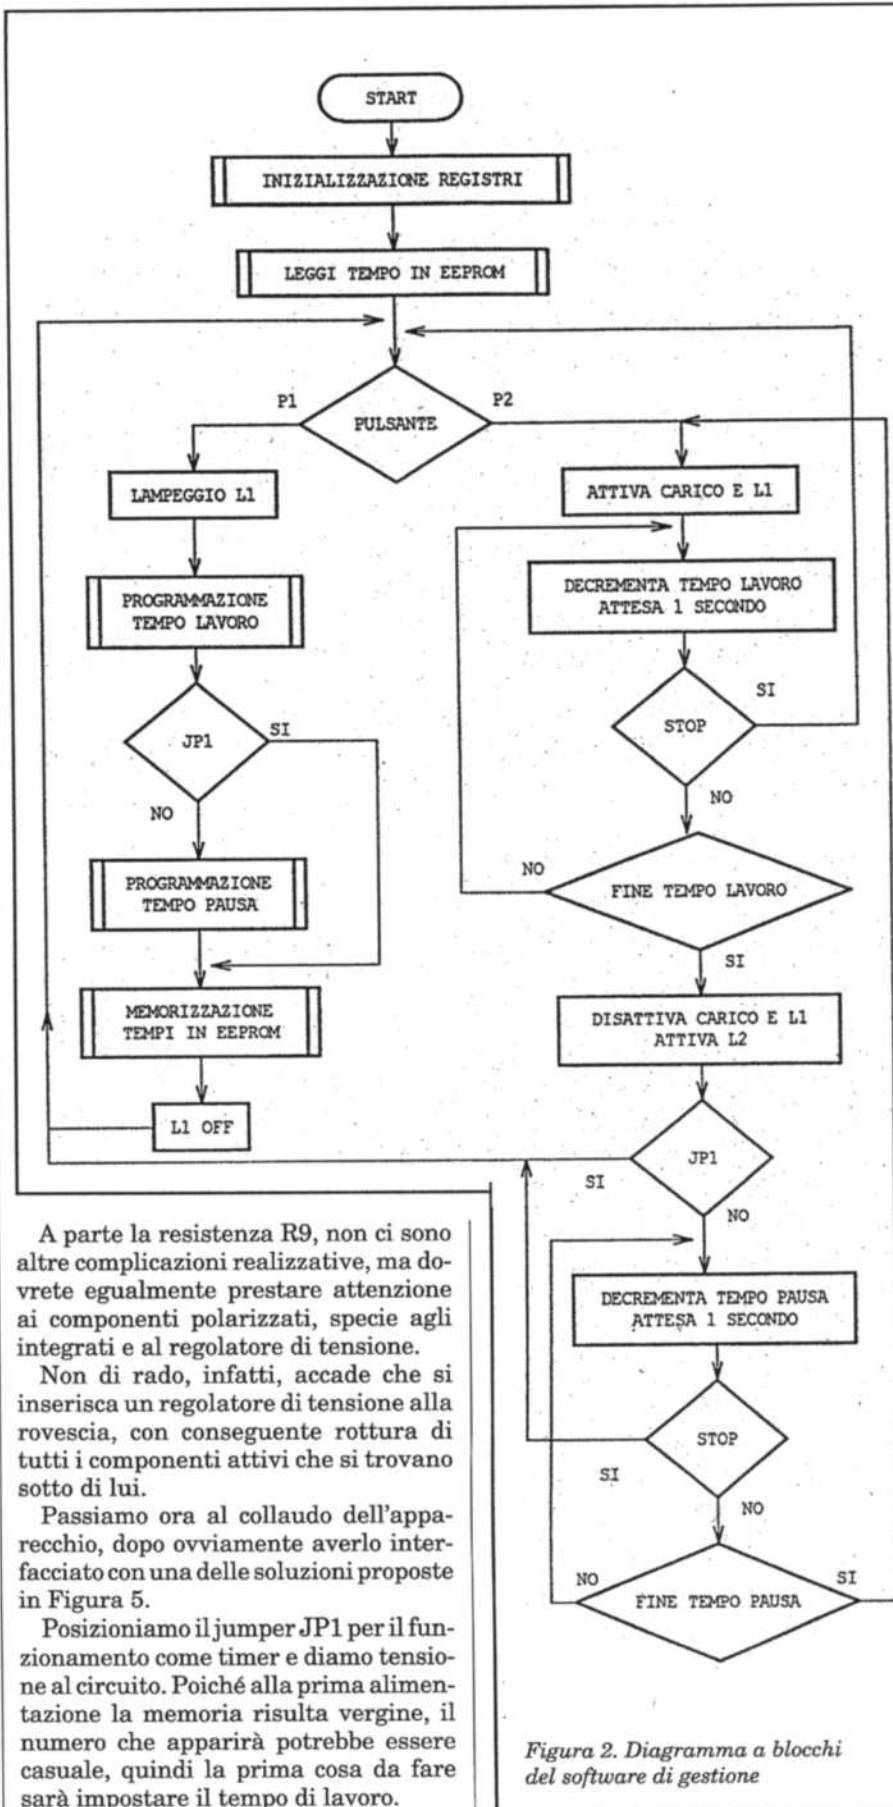 START
INIZIALIZZAZIONE REGISTRI
LEGGI TEMPO IN EEPROM
P1
PULSANTE
P2
LAMPEGGIO L1
PROGRAMMAZIONE
TEMPO LAVORO
JP1
SI
NO
PROGRAMMAZIONE
TEMPO PAUSA
MEMORIZZAZIONE
TEMPI IN EEPROM
L1 OFF
ATTIVA CARICO E L1
DECREMENTA TEMPO LAVORO
ATTESA 1 SECONDO
SI
STOP
NO
NO
FINE TEMPO LAVORO
SI
DISATTIVA CARICO E L1
ATTIVA L2
JP1
SI
NO
DECREMENTA TEMPO PAUSA
ATTESA 1 SECONDO
STOP
SI
NO
NO
FINE TEMPO PAUSA
SI
A parte la resistenza R9, non ci sono
altre complicazioni realizzative, ma do-
vrete egualmente prestare attenzione
ai componenti polarizzati, specie agli
integrati e al regolatore di tensione.
Non di rado, infatti, accade che si
inserisca un regolatore di tensione alla
rovescia, con conseguente rottura di
tutti i componenti attivi che si trovano
sotto di lui.
Passiamo ora al collaudo dell'appa-
recchio, dopo ovviamente averlo inter-
facciato con una delle soluzioni proposte
in Figura 5.
Posizioniamo il jumper JP1 per il fun-
zionamento come timer e diamo tensio-
ne al circuito. Poiché alla prima alimen-
tazione la memoria risulta vergine, il
numero che apparirà potrebbe essere
casuale, quindi la prima cosa da fare
sarà impostare il tempo di lavoro.
Figura 2. Diagramma a blocchi
del software di gestione